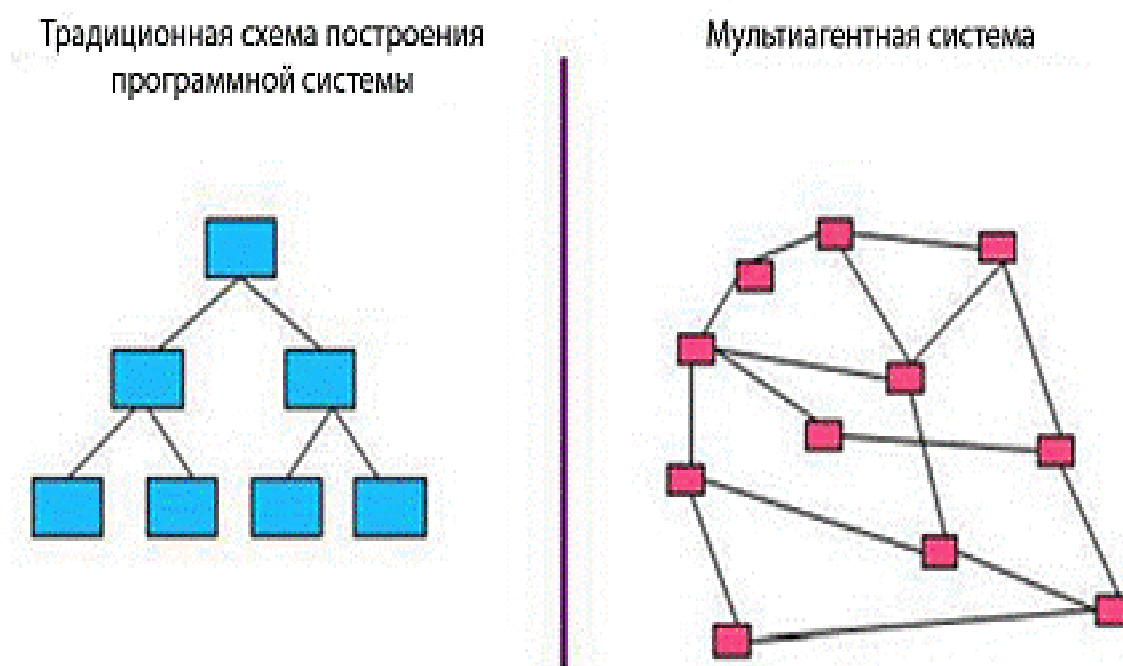 Традиционная схема построения
программной системы
Мультиагентная система